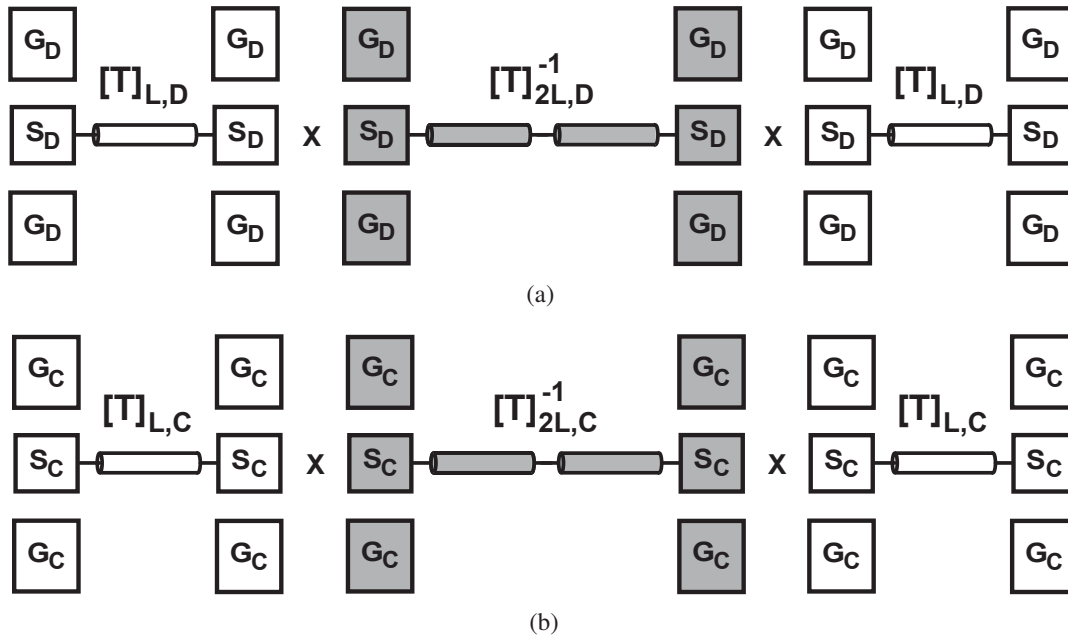 G_D G_D G_D G_D G_D G_D
[T]_L,D [T]^-1_2L,D [T]_L,D
S_D S_D X S_D S_D X S_D S_D
G_D G_D G_D G_D G_D G_D
(a)
G_C G_C G_C G_C G_C G_C
[T]_L,C [T]^-1_2L,C [T]_L,C
S_C S_C X S_C S_C X S_C S_C
G_C G_C G_C G_C G_C G_C
(b)